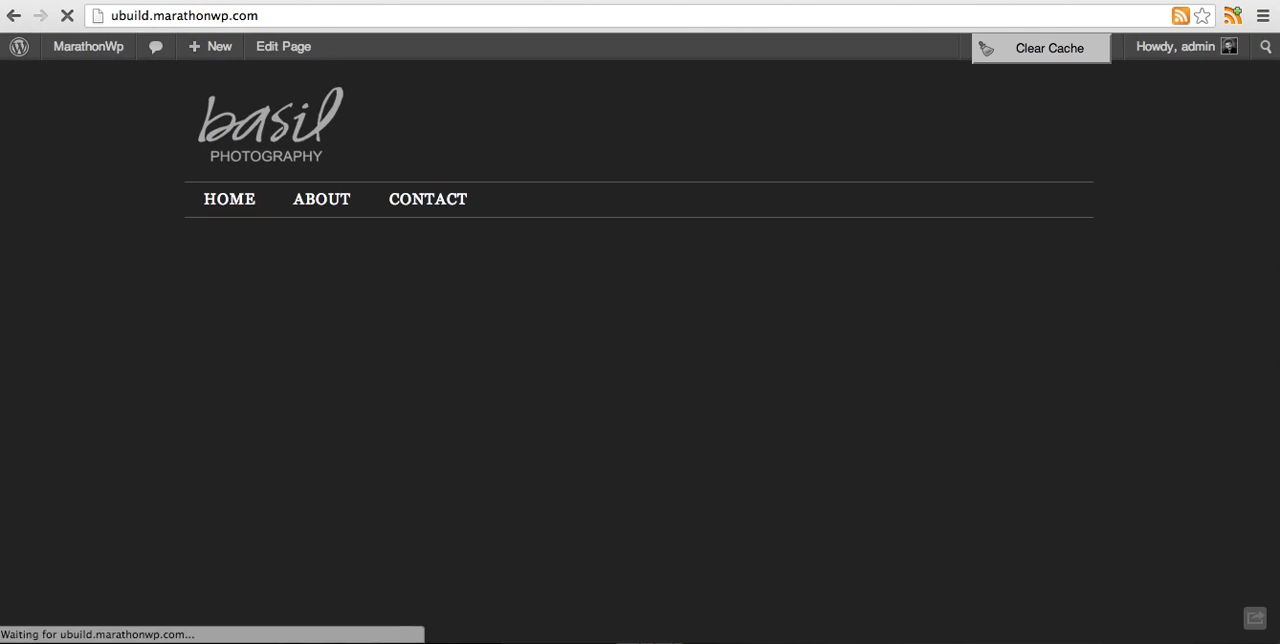 ubuild.marathonwp.com
MarathonWp New Edit Page Clear Cache Howdy, admin
basil
PHOTOGRAPHY
HOME ABOUT CONTACT
Waiting for ubuild.marathonwp.com...